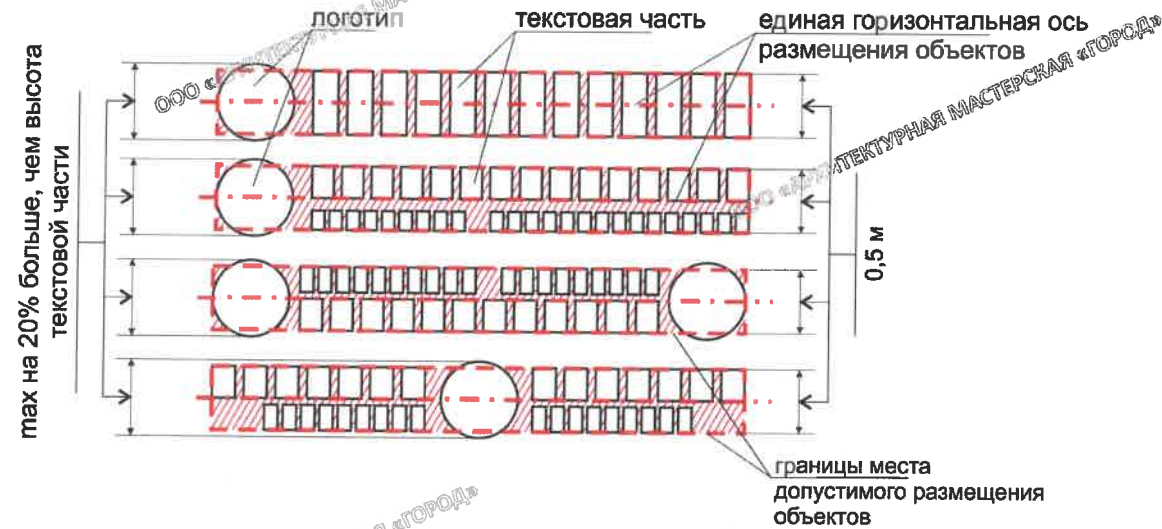 логотип
текстовая часть
единая горизонтальная ось
размещения объектов
max на 20% больше, чем высота
текстовой части
0,5 м
границы места
допустимого размещения
объектов
ООО «АРХИТЕКТУРНАЯ МАСТЕРСКАЯ «ГОРОД»
«ГОРОД»